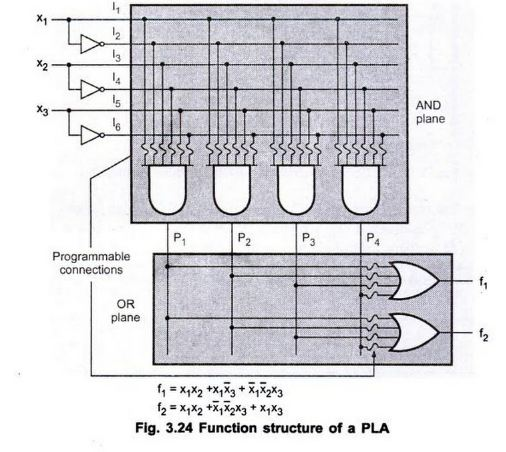 x₁ I₁
I₂
x₂ I₃
I₄
x₃ I₅
I₆
AND
plane
P₁ P₂ P₃ P₄
Programmable
connections
OR
plane
f₁
f₂
f₁ = x₁x₂ +x₁x̅₃ + x̅₁x̅₂x₃
f₂ = x₁x₂ +x̅₁x̅₂x₃ + x₁x₃
Fig. 3.24 Function structure of a PLA